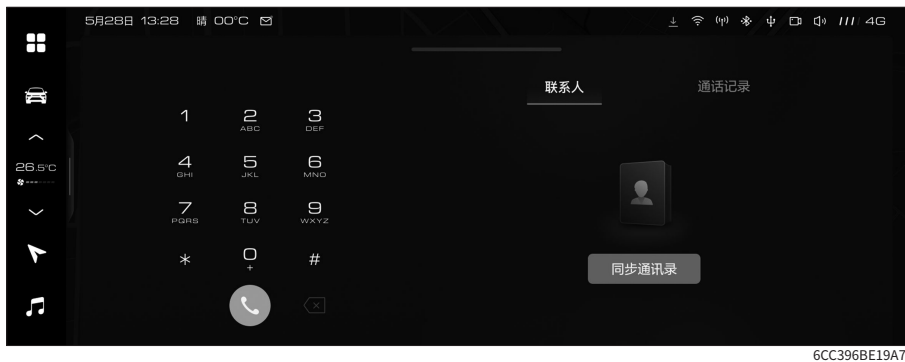 5月28日 13:28 晴 00°C
4G
联系人 通话记录
1 2 3
ABC DEF
4 5 6
GHI JKL MNO
26.5°C
7 8 9
PQRS TUV WXYZ
* 0 #
+
同步通讯录
6CC396BE19A7